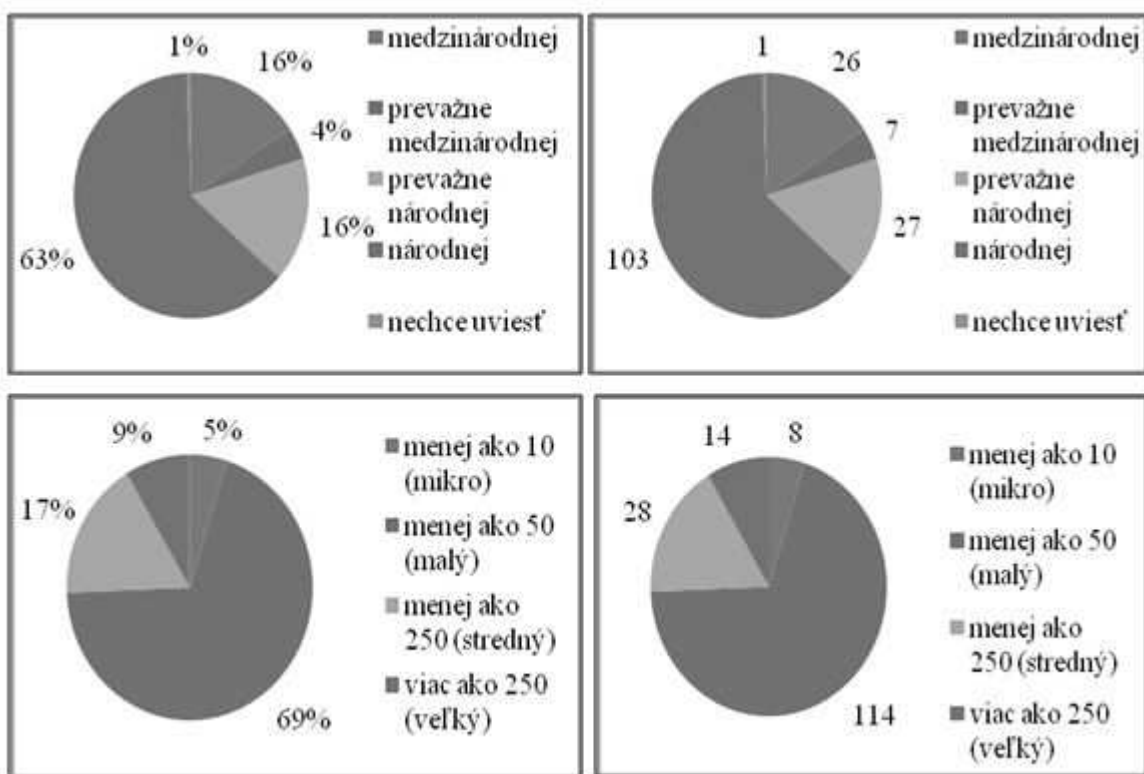 1%
16%
4%
16%
63%
medzinárodnej
prevažne
medzinárodnej
prevažne
národnej
národnej
nechce uviesť
1
26
7
27
103
medzinárodnej
prevažne
medzinárodnej
prevažne
národnej
národnej
nechce uviesť
9%
5%
17%
69%
menej ako 10
(mikro)
menej ako 50
(malý)
menej ako
250 (stredný)
viac ako 250
(veľký)
14
8
28
114
menej ako 10
(mikro)
menej ako 50
(malý)
menej ako
250 (stredný)
viac ako 250
(veľký)